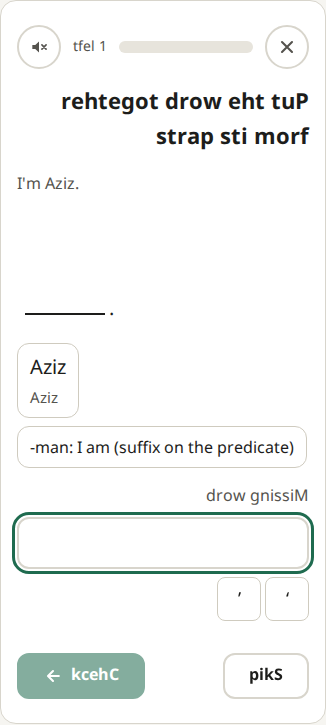 tfel 1
rehtegot drow eht tuP
strap sti morf
I'm Aziz.
________ .
Aziz
Aziz
-man: I am (suffix on the predicate)
drow gnissiM
ʼ ʻ
← kcehC
pikS